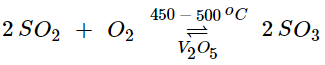 450 – 500 °C
2 SO₂ + O₂ ⇌ 2 SO₃
V₂O₅